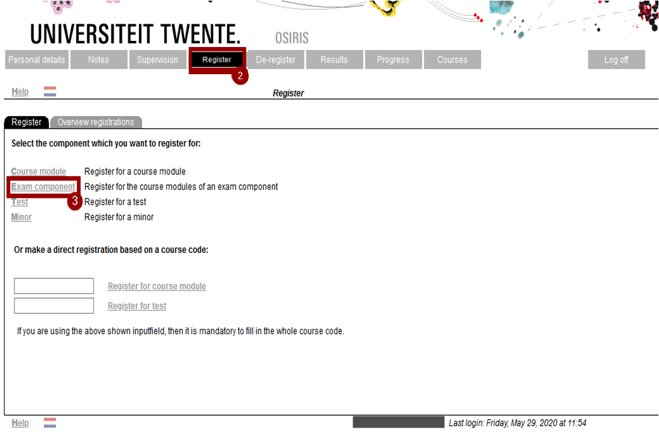 UNIVERSITEIT TWENTE. OSIRIS
Personal details Notes Supervision Register De-register Results Progress Courses Log off
2
Help Register
Register Overview registrations
Select the component which you want to register for:
Course module Register for a course module
Exam component Register for the course modules of an exam component
3
Test Register for a test
Minor Register for a minor
Or make a direct registration based on a course code:
Register for course module
Register for test
If you are using the above shown inputfield, then it is mandatory to fill in the whole course code.
Help Last login: Friday, May 29, 2020 at 11:54